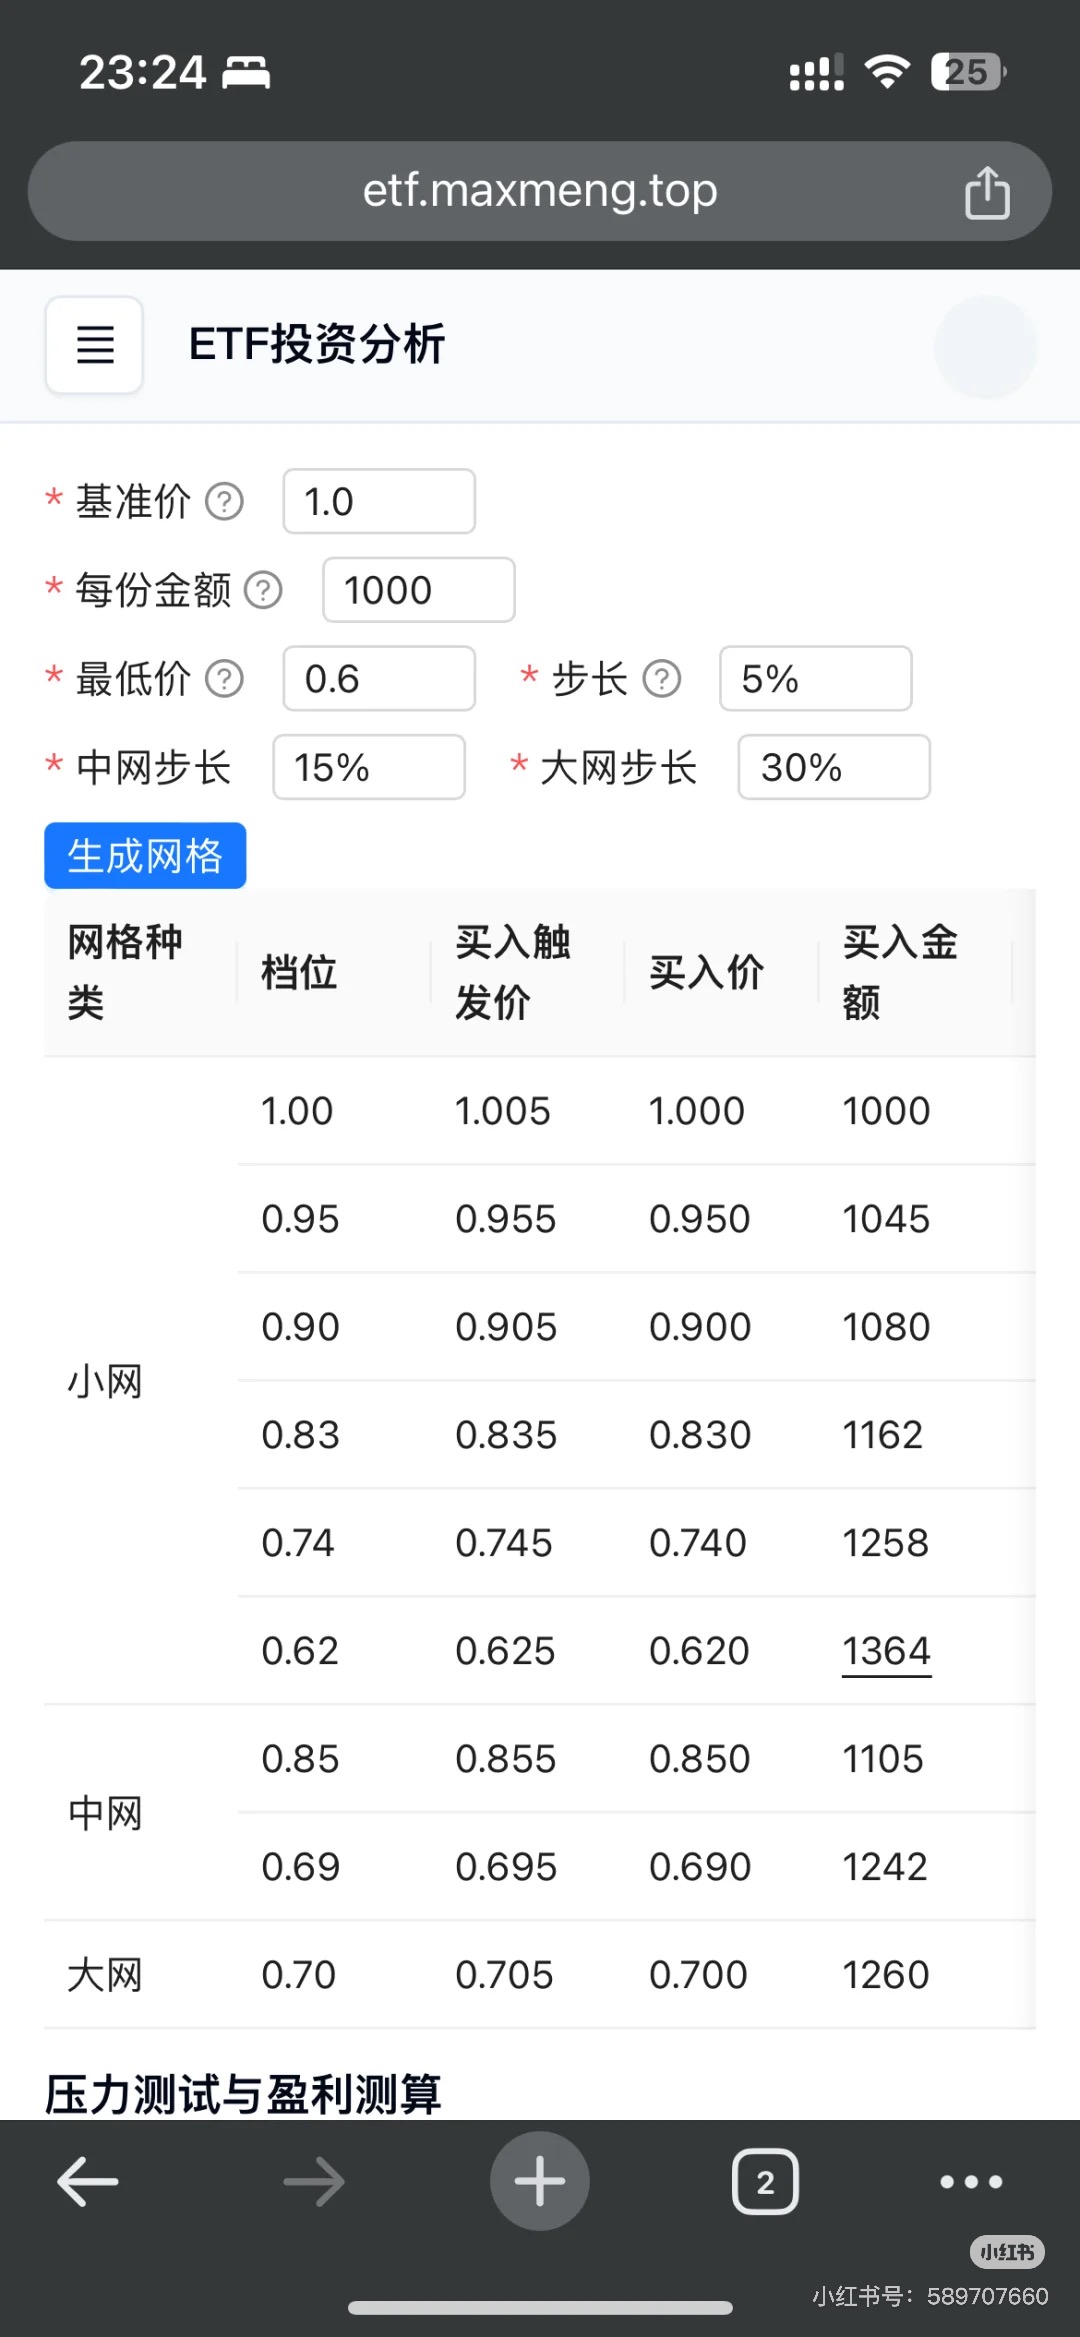 23:24
25
etf.maxmeng.top
ETF投资分析
* 基准价 ? 1.0
* 每份金额 ? 1000
* 最低价 ? 0.6 * 步长 ? 5%
* 中网步长 15% * 大网步长 30%
生成网格
网格种类 档位 买入触发价 买入价 买入金额
小网
1.00 1.005 1.000 1000
0.95 0.955 0.950 1045
0.90 0.905 0.900 1080
0.83 0.835 0.830 1162
0.74 0.745 0.740 1258
0.62 0.625 0.620 1364
中网
0.85 0.855 0.850 1105
0.69 0.695 0.690 1242
大网 0.70 0.705 0.700 1260
压力测试与盈利测算
2
小红书
小红书号：589707660